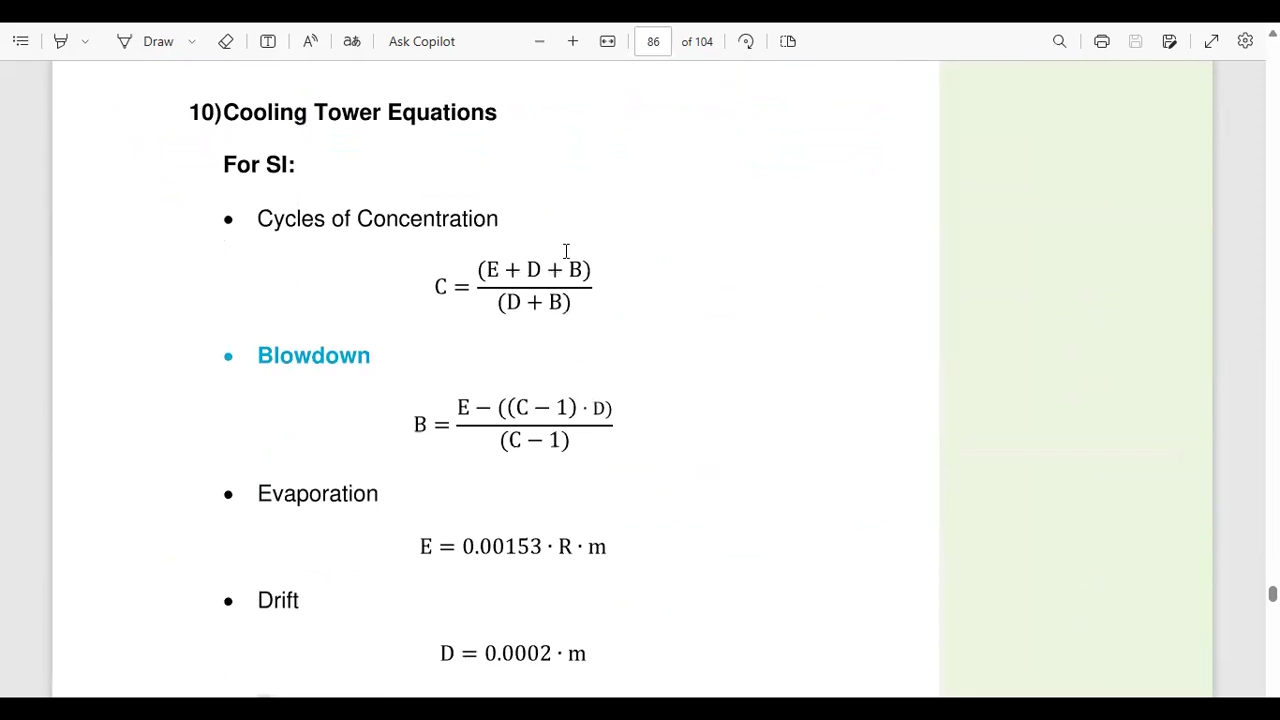 Draw
Ask Copilot
86 of 104
10)Cooling Tower Equations
For SI:
• Cycles of Concentration
C = (E + D + B)
(D + B)
• Blowdown
B = E − ((C − 1) · D)
(C − 1)
• Evaporation
E = 0.00153 · R · m
• Drift
D = 0.0002 · m